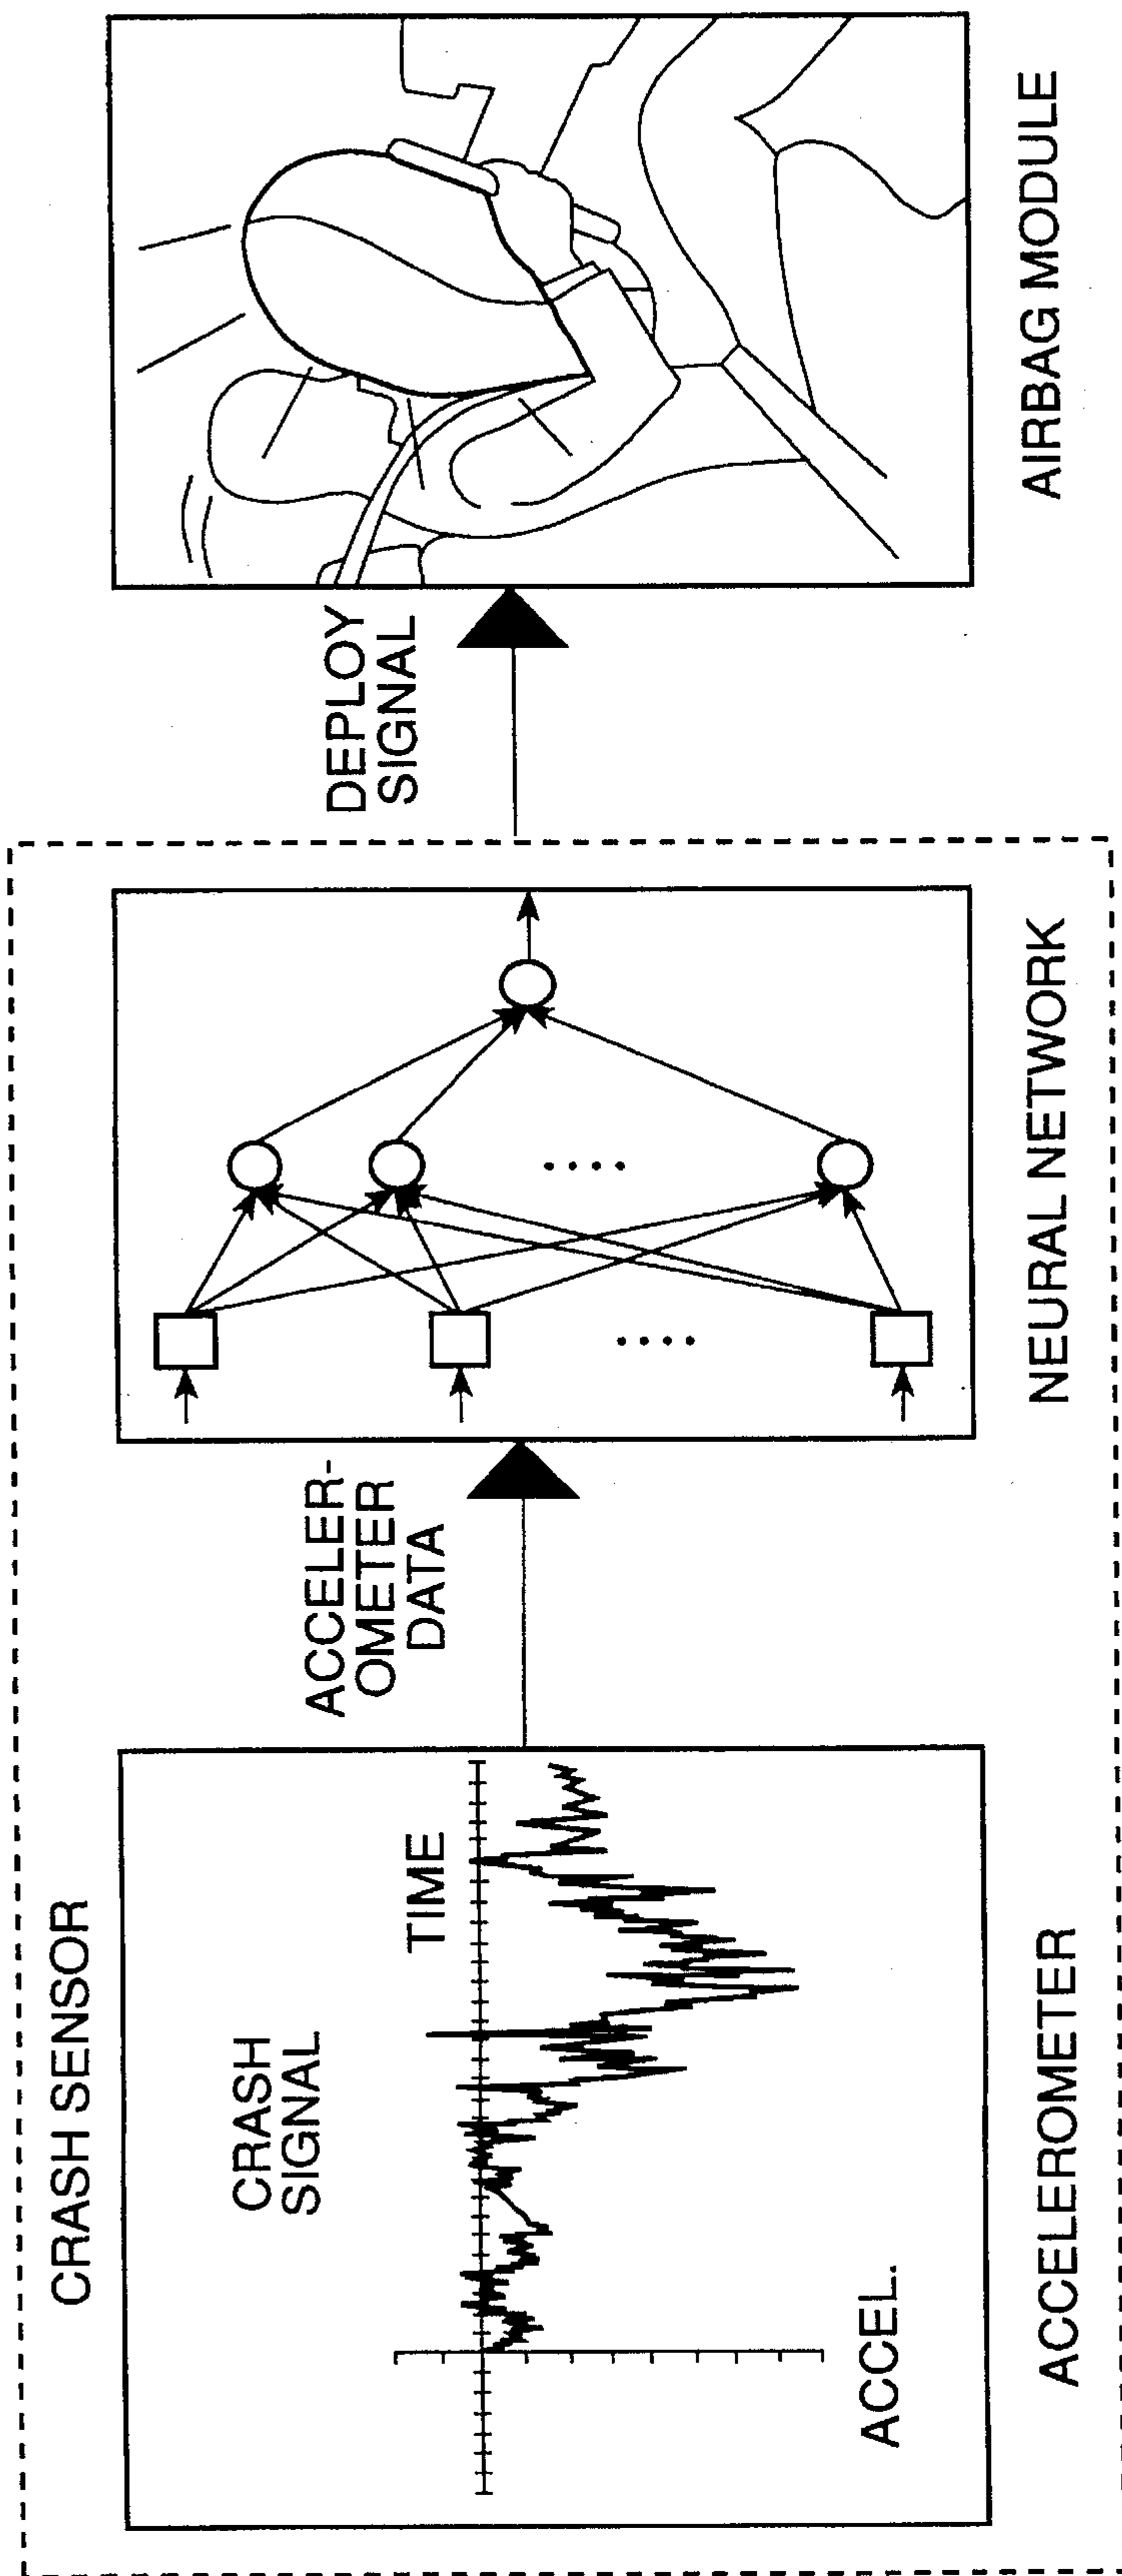 CRASH SENSOR
CRASH
SIGNAL
TIME
ACCEL.
ACCELEROMETER
ACCELER-
OMETER
DATA
NEURAL NETWORK
DEPLOY
SIGNAL
AIRBAG MODULE